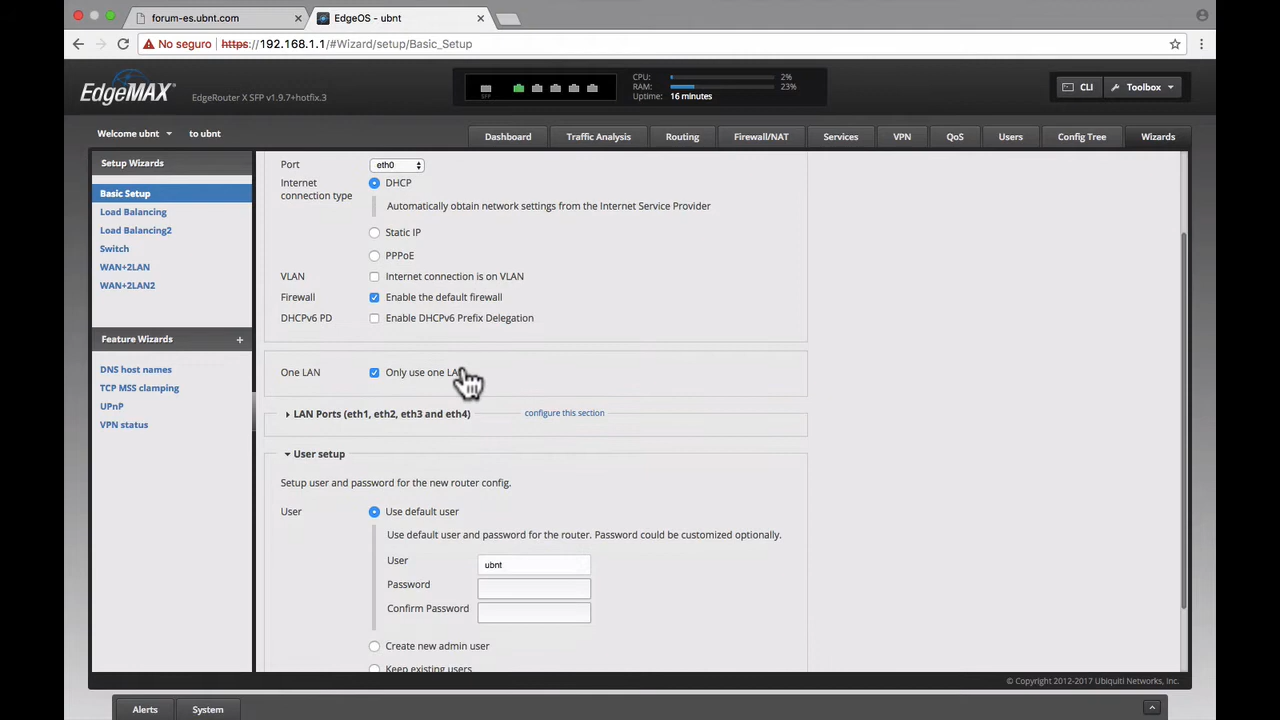 forum-es.ubnt.com
EdgeOS - ubnt
No seguro
https://192.168.1.1/#Wizard/setup/Basic_Setup
EdgeMAX
EdgeRouter X SFP v1.9.7+hotfix.3
SFP
CPU: 2%
RAM: 23%
Uptime: 16 minutes
CLI
Toolbox
Welcome ubnt
to ubnt
Dashboard
Traffic Analysis
Routing
Firewall/NAT
Services
VPN
QoS
Users
Config Tree
Wizards
Setup Wizards
Basic Setup
Load Balancing
Load Balancing2
Switch
WAN+2LAN
WAN+2LAN2
Feature Wizards +
DNS host names
TCP MSS clamping
UPnP
VPN status
Port eth0
Internet
connection type
DHCP
Automatically obtain network settings from the Internet Service Provider
Static IP
PPPoE
VLAN Internet connection is on VLAN
Firewall Enable the default firewall
DHCPv6 PD Enable DHCPv6 Prefix Delegation
One LAN Only use one LAN
LAN Ports (eth1, eth2, eth3 and eth4) configure this section
User setup
Setup user and password for the new router config.
User Use default user
Use default user and password for the router. Password could be customized optionally.
User ubnt
Password
Confirm Password
Create new admin user
Keep existing users
© Copyright 2012-2017 Ubiquiti Networks, Inc.
Alerts
System